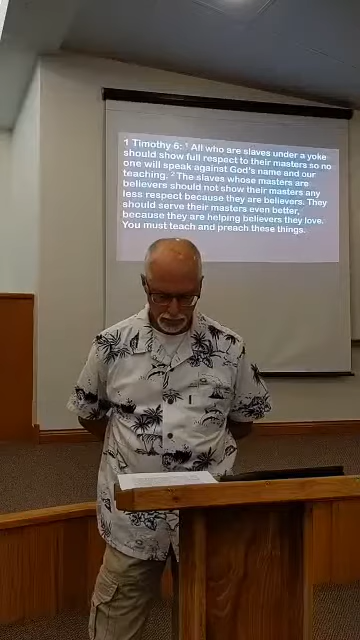 1 Timothy 6: ¹ All who are slaves under a yoke
should show full respect to their masters so no
one will speak against God's name and our
teaching. ² The slaves whose masters are
believers should not show their masters any
less respect because they are believers. They
should serve their masters even better,
because they are helping believers they love.
You must teach and preach these things.